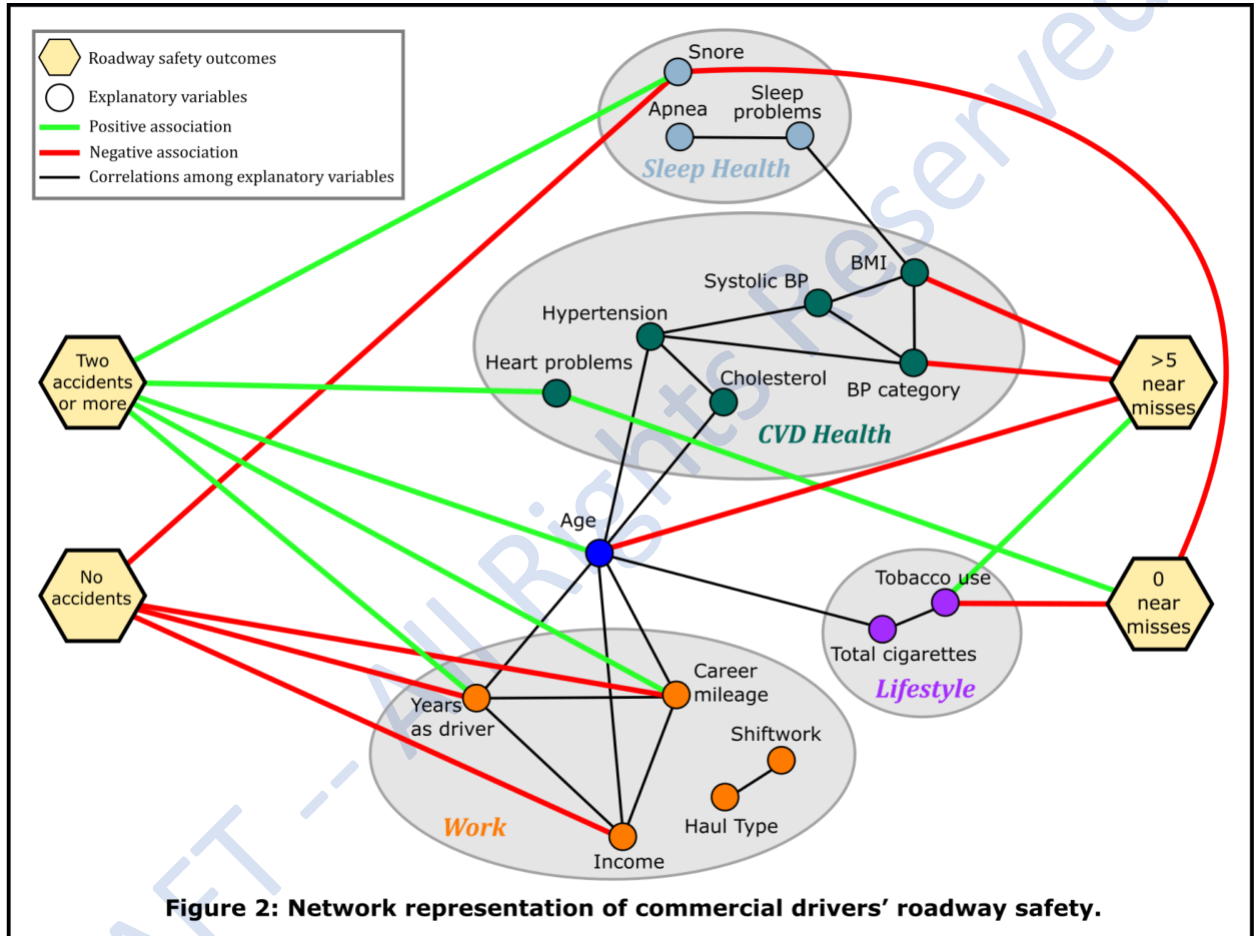 Roadway safety outcomes
Explanatory variables
Positive association
Negative association
Correlations among explanatory variables
Snore
Apnea
Sleep
problems
Sleep Health
BMI
Systolic BP
Hypertension
Heart problems
Cholesterol
BP category
CVD Health
Two
accidents
or more
>5
near
misses
Age
No
accidents
0
near
misses
Tobacco use
Total cigarettes
Lifestyle
Years
as driver
Career
mileage
Shiftwork
Haul Type
Work
Income
Figure 2: Network representation of commercial drivers’ roadway safety.
AFT -- All Rights Reserved